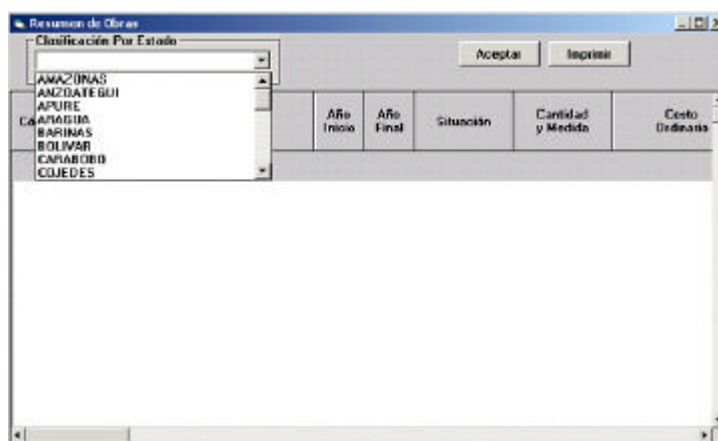 Resumen de Obras
Clasificación Por Estado
Aceptar
Imprimir
AMAZONAS
ANZOATEGUI
APURE
ARAGUA
BARINAS
BOLIVAR
CARABOBO
COJEDES
Año Inicio
Año Final
Situación
Cantidad y Medida
Costo Ordinario